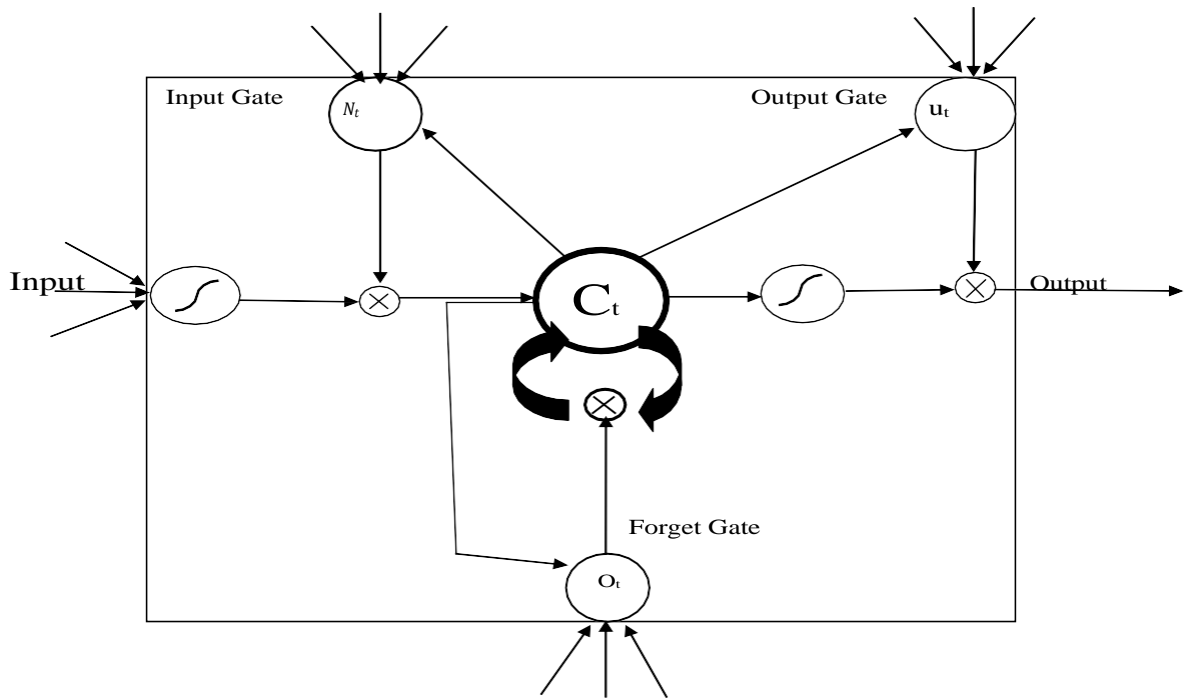 Input Gate
Output Gate
Nₜ
uₜ
Input
Cₜ
Output
Forget Gate
Oₜ